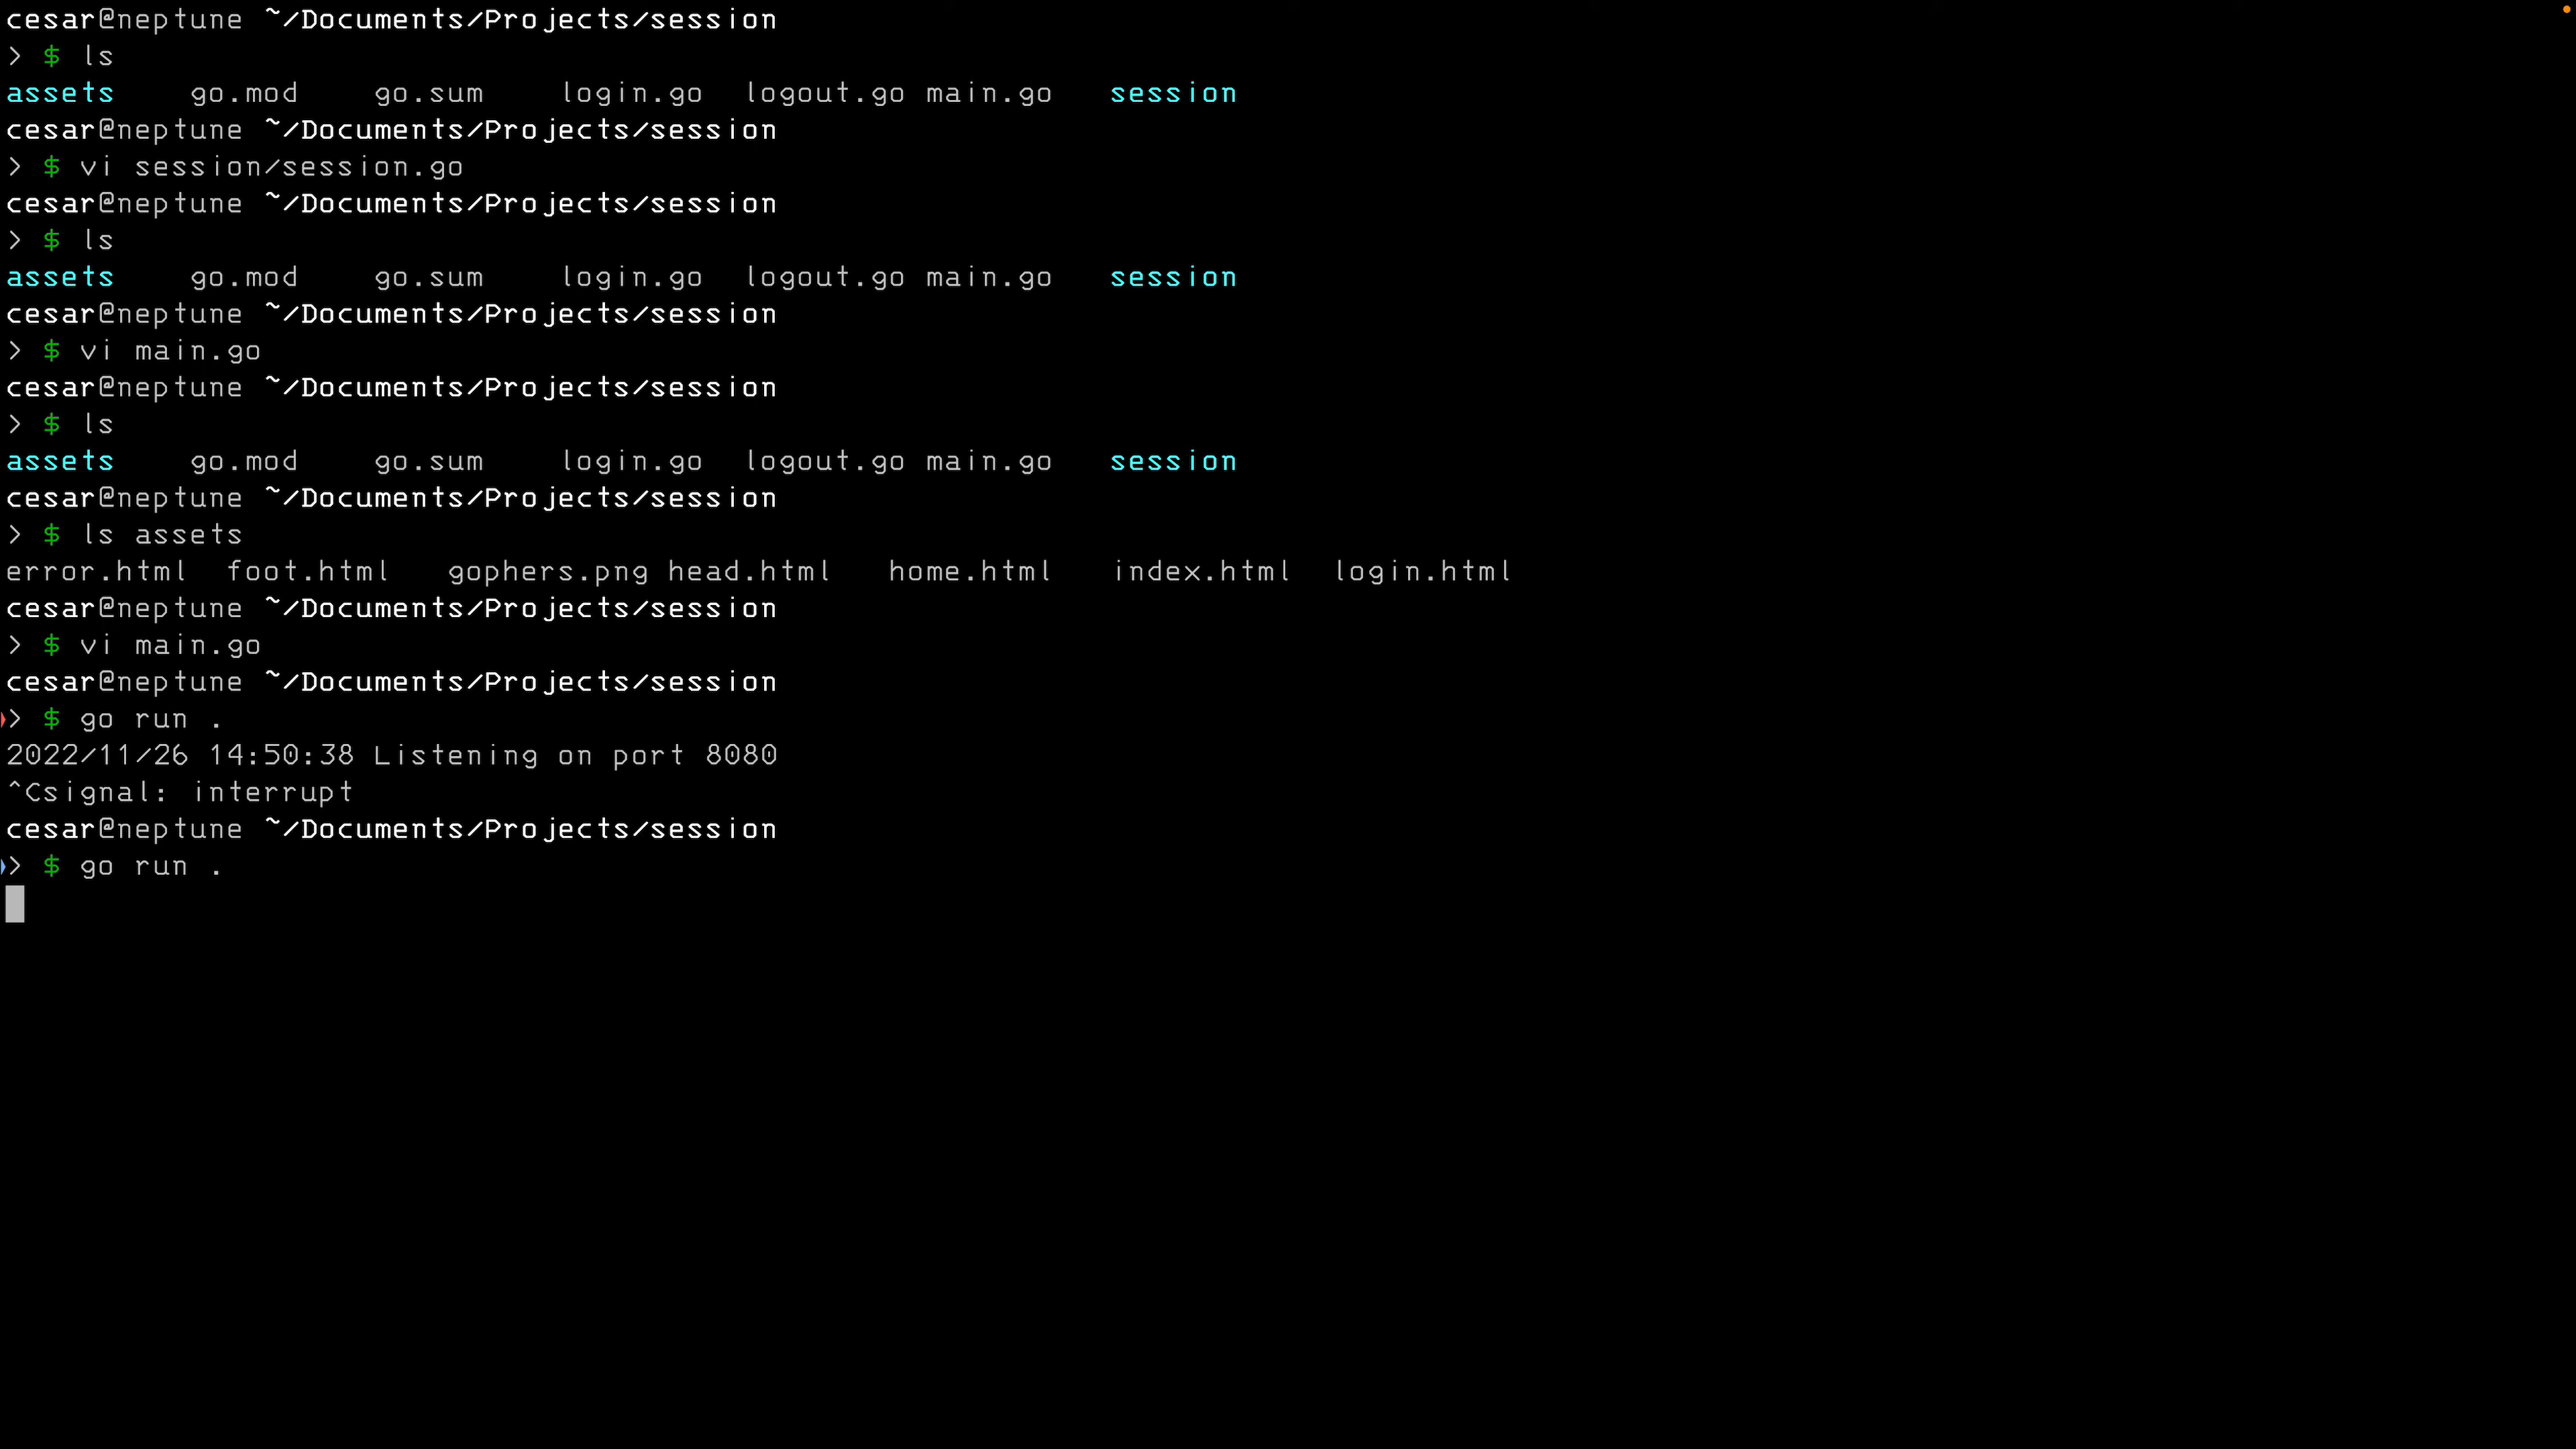 cesar@neptune ~/Documents/Projects/session
> $ ls
assets go.mod go.sum login.go logout.go main.go session
cesar@neptune ~/Documents/Projects/session
> $ vi session/session.go
cesar@neptune ~/Documents/Projects/session
> $ ls
assets go.mod go.sum login.go logout.go main.go session
cesar@neptune ~/Documents/Projects/session
> $ vi main.go
cesar@neptune ~/Documents/Projects/session
> $ ls
assets go.mod go.sum login.go logout.go main.go session
cesar@neptune ~/Documents/Projects/session
> $ ls assets
error.html foot.html gophers.png head.html home.html index.html login.html
cesar@neptune ~/Documents/Projects/session
> $ vi main.go
cesar@neptune ~/Documents/Projects/session
> $ go run .
2022/11/26 14:50:38 Listening on port 8080
^Csignal: interrupt
cesar@neptune ~/Documents/Projects/session
> $ go run .